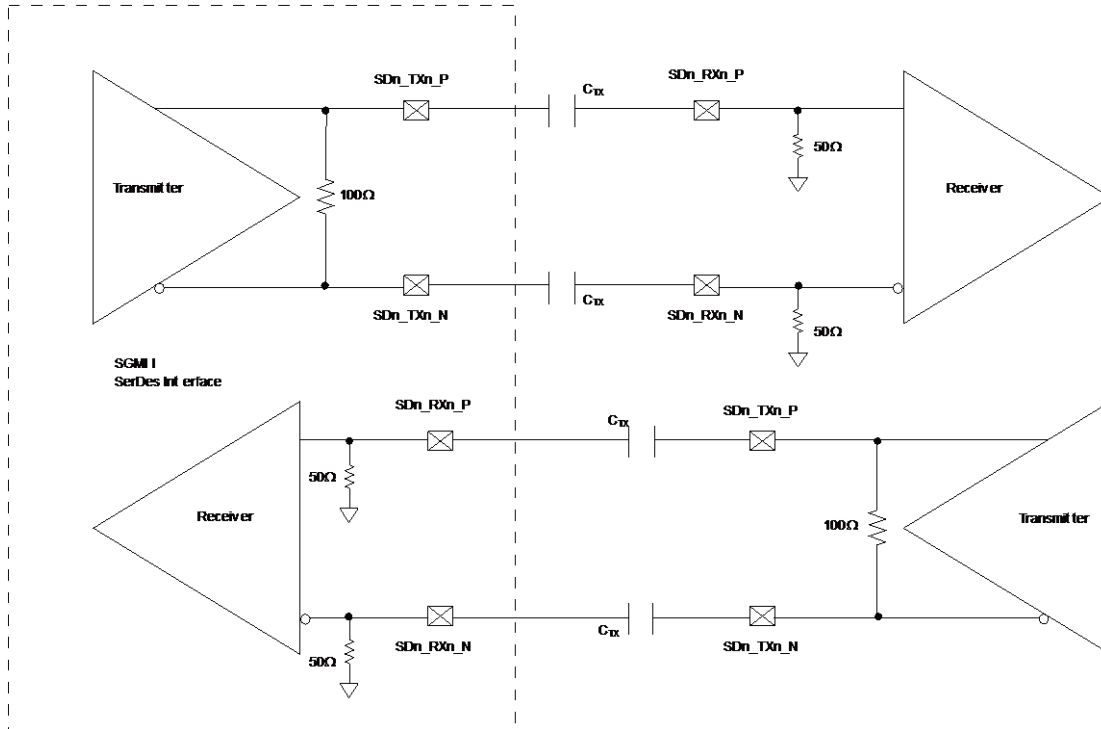 SDn_TXn_P
CTX
SDn_RXn_P
50Ω
Transmitter
100Ω
Receiver
SDn_TXn_N
CTX
SDn_RXn_N
50Ω
SGMII
SerDes Interface
SDn_RXn_P
CTX
SDn_TXn_P
50Ω
Receiver
100Ω
Transmitter
CTX
SDn_RXn_N
SDn_TXn_N
50Ω